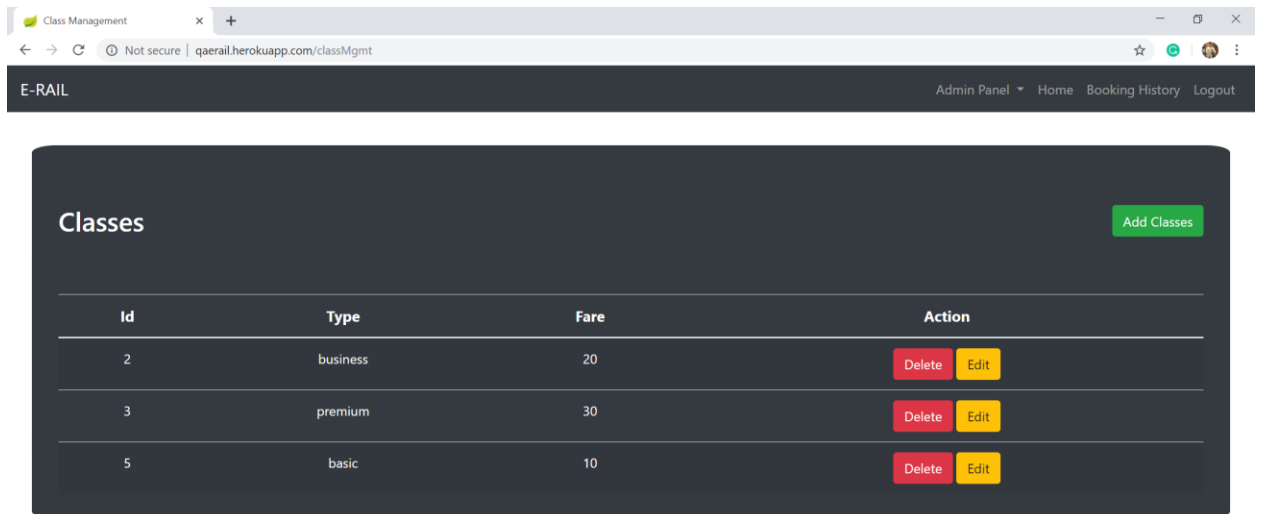 Class Management
Not secure | qaerail.herokuapp.com/classMgmt
E-RAIL Admin Panel Home Booking History Logout
Classes Add Classes
Id Type Fare Action
2 business 20 Delete Edit
3 premium 30 Delete Edit
5 basic 10 Delete Edit